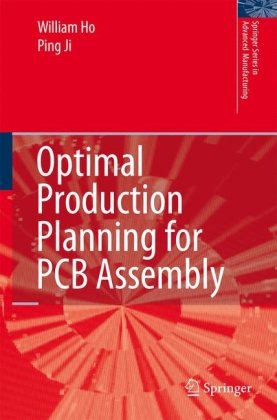 William Ho
Ping Ji
Springer Series in
Advanced Manufacturing
Optimal
Production
Planning for
PCB Assembly
Springer